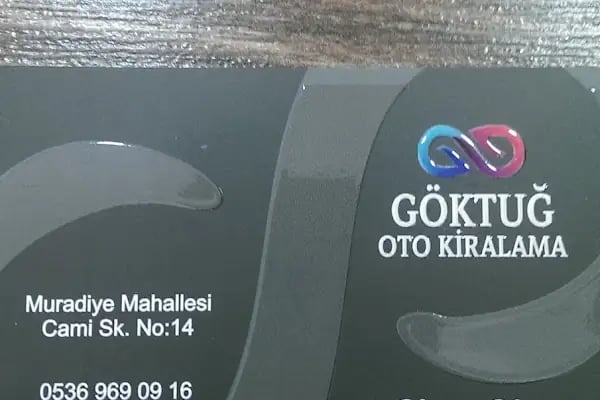 GÖKTUĞ
OTO KİRALAMA
Muradiye Mahallesi
Cami Sk. No:14
0536 969 09 16